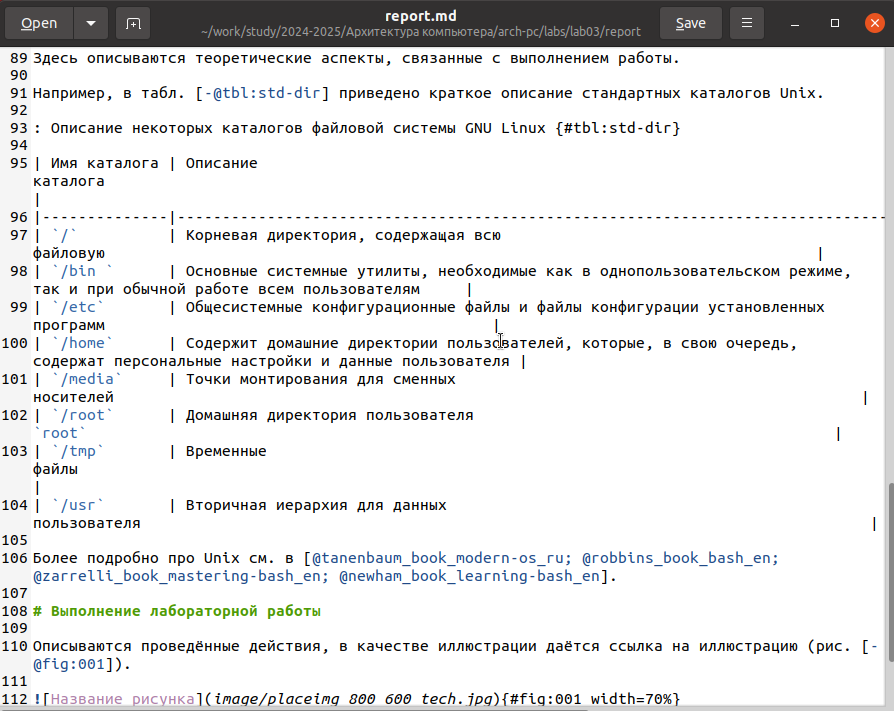 Open
report.md
~/work/study/2024-2025/Архитектура компьютера/arch-pc/labs/lab03/report
Save
89 Здесь описываются теоретические аспекты, связанные с выполнением работы.
90
91 Например, в табл. [-@tbl:std-dir] приведено краткое описание стандартных каталогов Unix.
92
93 : Описание некоторых каталогов файловой системы GNU Linux {#tbl:std-dir}
94
95 | Имя каталога | Описание
каталога
|
96 |--------------|--------------------------------------------------------------------------------
97 | `/`          | Корневая директория, содержащая всю
файловую |
98 | `/bin `      | Основные системные утилиты, необходимые как в однопользовательском режиме,
так и при обычной работе всем пользователям |
99 | `/etc`       | Общесистемные конфигурационные файлы и файлы конфигурации установленных
программ |
100 | `/home`      | Содержит домашние директории пользователей, которые, в свою очередь,
содержат персональные настройки и данные пользователя |
101 | `/media`     | Точки монтирования для сменных
носителей |
102 | `/root`      | Домашняя директория пользователя
`root` |
103 | `/tmp`       | Временные
файлы
|
104 | `/usr`       | Вторичная иерархия для данных
пользователя |
105
106 Более подробно про Unix см. в [@tanenbaum_book_modern-os_ru; @robbins_book_bash_en;
@zarrelli_book_mastering-bash_en; @newham_book_learning-bash_en].
107
108 # Выполнение лабораторной работы
109
110 Описываются проведённые действия, в качестве иллюстрации даётся ссылка на иллюстрацию (рис. [-
@fig:001]).
111
112 ![Название рисунка](image/placeimg_800_600_tech.jpg){#fig:001 width=70%}